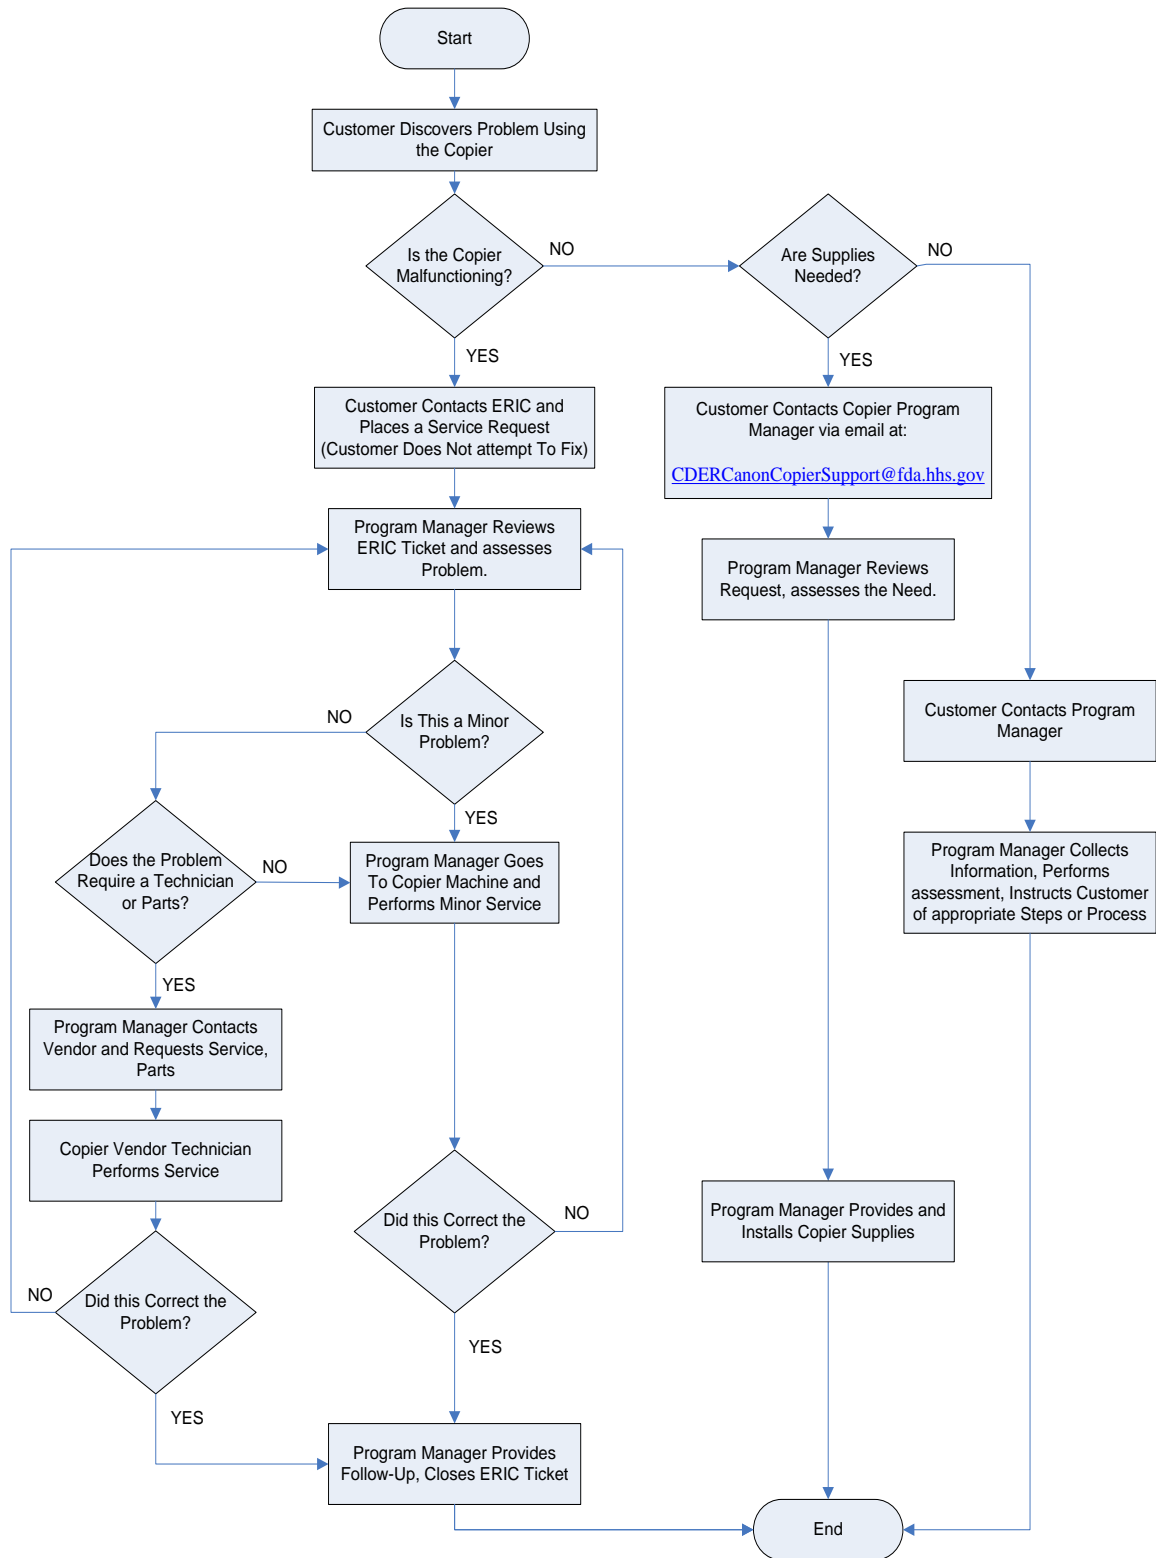 Start
Customer Discovers Problem Using
the Copier
Is the Copier
Malfunctioning?
NO
Are Supplies
Needed?
NO
YES
YES
Customer Contacts ERIC and
Places a Service Request
(Customer Does Not attempt To Fix)
Customer Contacts Copier Program
Manager via email at:
CDERCanonCopierSupport@fda.hhs.gov
Program Manager Reviews
ERIC Ticket and assesses
Problem.
Program Manager Reviews
Request, assesses the Need.
Is This a Minor
Problem?
NO
YES
Customer Contacts Program
Manager
Does the Problem
Require a Technician
or Parts?
NO
YES
Program Manager Goes
To Copier Machine and
Performs Minor Service
Program Manager Collects
Information, Performs
assessment, Instructs Customer
of appropriate Steps or Process
Program Manager Contacts
Vendor and Requests Service,
Parts
Copier Vendor Technician
Performs Service
Did this Correct the
Problem?
NO
YES
Program Manager Provides and
Installs Copier Supplies
Did this Correct the
Problem?
NO
YES
Program Manager Provides
Follow-Up, Closes ERIC Ticket
End